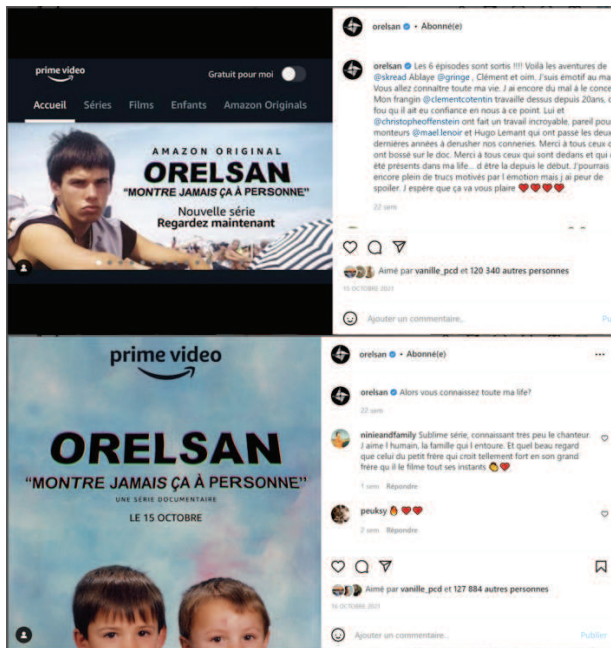 prime video
Gratuit pour moi
Accueil Séries Films Enfants Amazon Originals
AMAZON ORIGINAL
ORELSAN
"MONTRE JAMAIS ÇA À PERSONNE"
Nouvelle série
Regardez maintenant
orelsan • Abonné(e)
orelsan Les 6 épisodes sont sortis !!!! Voilà les aventures de
@skread Ablaye @gringe , Clément et oim. J'suis émotif au ma
Vous allez connaître toute ma vie. J ai encore du mal à le conce
Mon frangin @clementcotentin travaille dessus depuis 20ans, c
fou qu il ait eu confiance en nous à ce point. Lui et
@christopheoffenstein ont fait un travail incroyable, pareil pou
monteurs @mael.lenoir et Hugo Lemant qui ont passé les deux
dernières années à derusher nos conneries. Merci à tous ceux q
ont bossé sur le doc. Merci à tous ceux qui sont dedans et qui o
été présents dans ma life... d être la depuis le début. J'pourrais
encore plein de trucs motivés par l émotion mais j ai peur de
spoiler. J espère que ça va vous plaire ❤❤❤❤
22 sem
Aimé par vanille_pcd et 120 340 autres personnes
15 OCTOBRE 2021
Ajouter un commentaire...
Pu
prime video
ORELSAN
"MONTRE JAMAIS ÇA À PERSONNE"
UNE SÉRIE DOCUMENTAIRE
LE 15 OCTOBRE
orelsan • Abonné(e)
orelsan Alors vous connaissez toute ma life?
22 sem
ninieandfamily Sublime série, connaissant très peu le chanteur.
J aime l humain, la famille qui l entoure. Et quel beau regard
que celui du petit frère qui croit tellement fort en son grand
frère qu il le filme tout ses instants
1 sem Répondre
peuksy
2 sem Répondre
Aimé par vanille_pcd et 127 884 autres personnes
16 OCTOBRE 2021
Ajouter un commentaire...
Publier